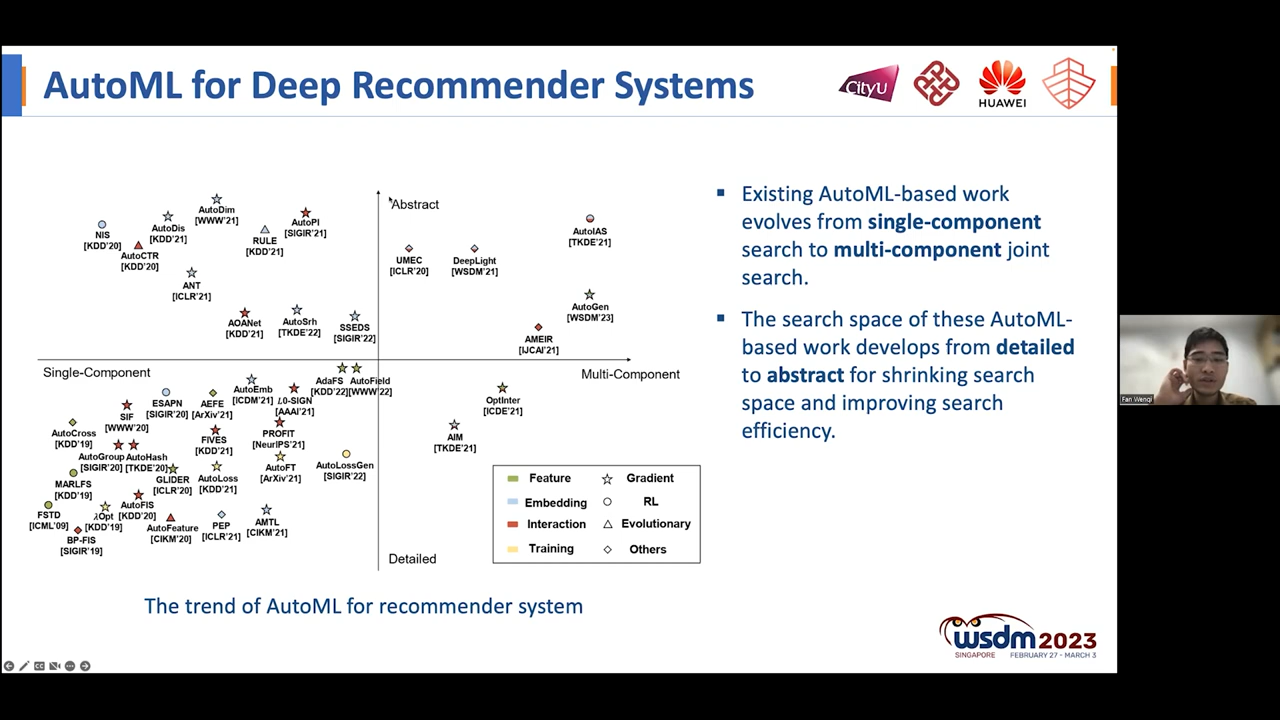 AutoML for Deep Recommender Systems
CityU
HUAWEI
Abstract
AutoDim
[WWW'21]
AutoPI
[SIGIR'21]
AutoDis
[KDD'21]
NIS
[KDD'20]
RULE
[KDD'21]
AutoCTR
[KDD'20]
AutoIAS
[TKDE'21]
UMEC
[ICLR'20]
DeepLight
[WSDM'21]
ANT
[ICLR'21]
AutoGen
[WSDM'23]
AOANet
[KDD'21]
AutoSrh
[TKDE'22]
SSEDS
[SIGIR'22]
AMEIR
[IJCAI'21]
Single-Component
Multi-Component
AdaFS
[KDD'22]
AutoField
[WWW'22]
AutoEmb
[ICDM'21]
L0-SIGN
[AAAI'21]
ESAPN
[SIGIR'20]
AEFE
[ArXiv'21]
OptInter
[ICDE'21]
SIF
[WWW'20]
AutoCross
[KDD'19]
FIVES
[KDD'21]
PROFIT
[NeurIPS'21]
AIM
[TKDE'21]
AutoGroup
[SIGIR'20]
AutoHash
[TKDE'20]
GLIDER
[ICLR'20]
AutoLoss
[KDD'21]
AutoFT
[ArXiv'21]
AutoLossGen
[SIGIR'22]
MARLFS
[KDD'19]
FSTD
[ICML'09]
λOpt
[KDD'19]
AutoFIS
[KDD'20]
AutoFeature
[CIKM'20]
PEP
[ICLR'21]
AMTL
[CIKM'21]
BP-FIS
[SIGIR'19]
Detailed
Feature
Gradient
Embedding
RL
Interaction
Evolutionary
Training
Others
The trend of AutoML for recommender system
Existing AutoML-based work
evolves from single-component
search to multi-component joint
search.
The search space of these AutoML-
based work develops from detailed
to abstract for shrinking search
space and improving search
efficiency.
wsdm2023
SINGAPORE FEBRUARY 27 - MARCH 3
Fan Wenqi